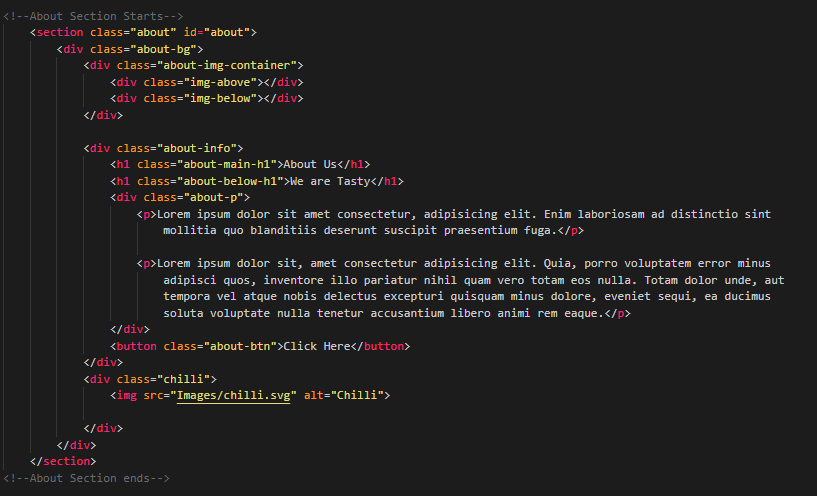 <!--About Section Starts-->
<section class="about" id="about">
<div class="about-bg">
<div class="about-img-container">
<div class="img-above"></div>
<div class="img-below"></div>
</div>
<div class="about-info">
<h1 class="about-main-h1">About Us</h1>
<h1 class="about-below-h1">We are Tasty</h1>
<div class="about-p">
<p>Lorem ipsum dolor sit amet consectetur, adipisicing elit. Enim laboriosam ad distinctio sint
mollitia quo blanditiis deserunt suscipit praesentium fuga.</p>
<p>Lorem ipsum dolor sit, amet consectetur adipisicing elit. Quia, porro voluptatem error minus
adipisci quos, inventore illo pariatur nihil quam vero totam eos nulla. Totam dolor unde, aut
tempora vel atque nobis delectus excepturi quisquam minus dolore, eveniet sequi, ea ducimus
soluta voluptate nulla tenetur accusantium libero animi rem eaque.</p>
</div>
<button class="about-btn">Click Here</button>
</div>
<div class="chilli">
<img src="Images/chilli.svg" alt="Chilli">
</div>
</div>
</section>
<!--About Section ends-->